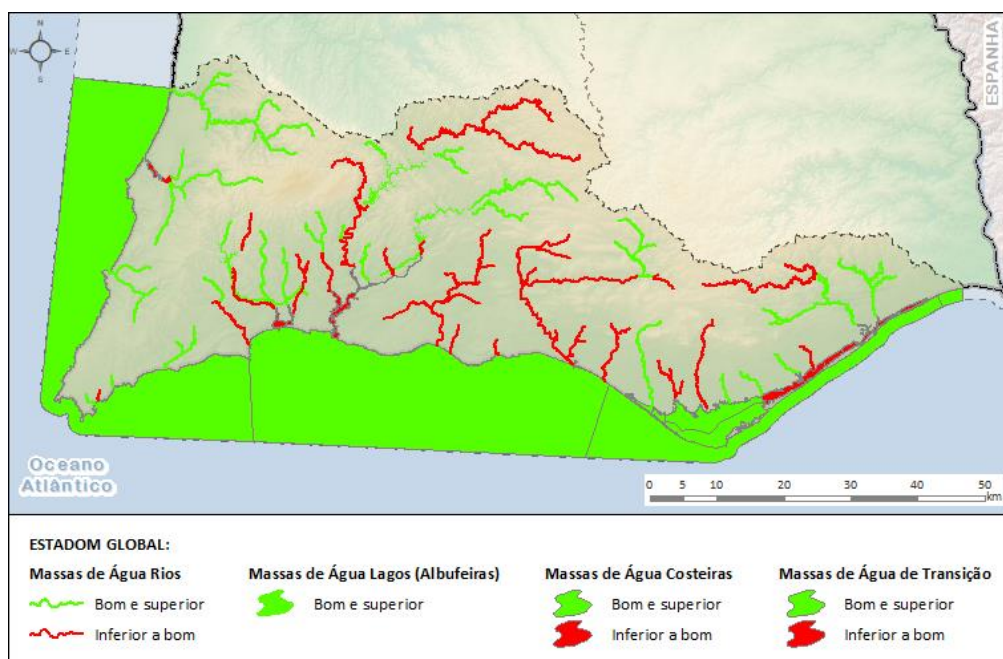 N
W E
S
ESPANHA
Oceano
Atlântico
0 5 10 20 30 40 50
km
ESTADOM GLOBAL:
Massas de Água Rios
Bom e superior
Inferior a bom
Massas de Água Lagos (Albufeiras)
Bom e superior
Massas de Água Costeiras
Bom e superior
Inferior a bom
Massas de Água de Transição
Bom e superior
Inferior a bom